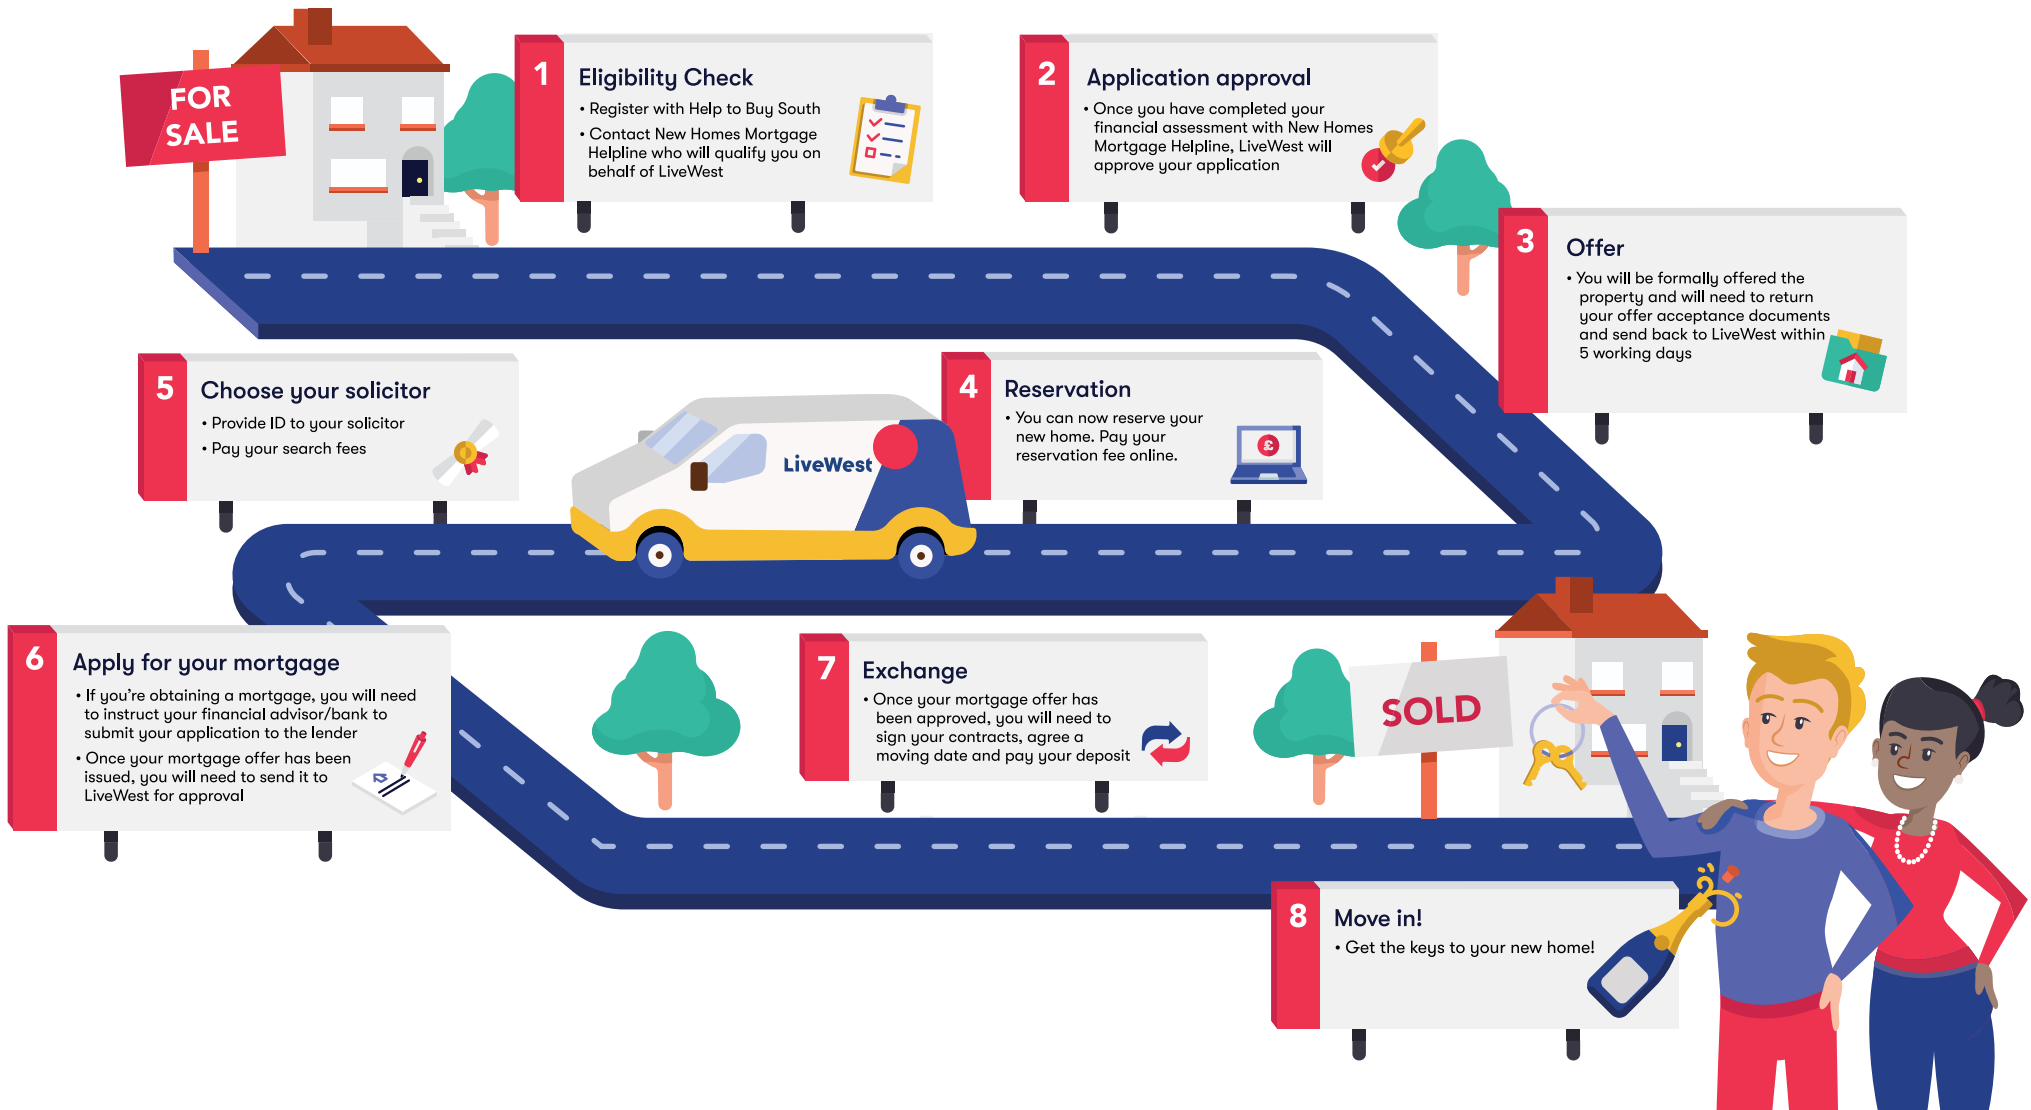 FOR
SALE
1
Eligibility Check
• Register with Help to Buy South
• Contact New Homes Mortgage
Helpline who will qualify you on
behalf of LiveWest
2
Application approval
• Once you have completed your
financial assessment with New Homes
Mortgage Helpline, LiveWest will
approve your application
3
Offer
• You will be formally offered the
property and will need to return
your offer acceptance documents
and send back to LiveWest within
5 working days
4
Reservation
• You can now reserve your
new home. Pay your
reservation fee online.
£
LiveWest
5
Choose your solicitor
• Provide ID to your solicitor
• Pay your search fees
6
Apply for your mortgage
• If you're obtaining a mortgage, you will need
to instruct your financial advisor/bank to
submit your application to the lender
• Once your mortgage offer has been
issued, you will need to send it to
LiveWest for approval
7
Exchange
• Once your mortgage offer has
been approved, you will need to
sign your contracts, agree a
moving date and pay your deposit
SOLD
8
Move in!
• Get the keys to your new home!